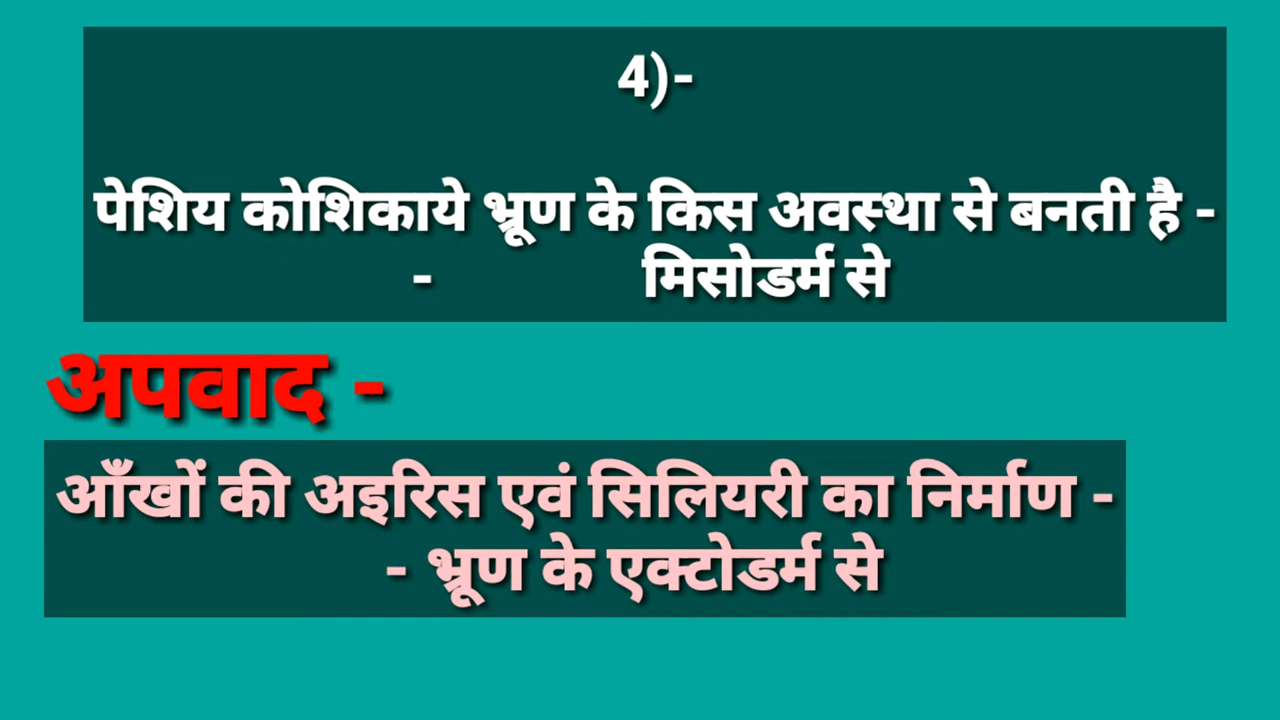 4)-
पेशिय कोशिकाये भ्रूण के किस अवस्था से बनती है -
- मिसोडर्म से
अपवाद -
आँखों की अइरिस एवं सिलियरी का निर्माण -
- भ्रूण के एक्टोडर्म से